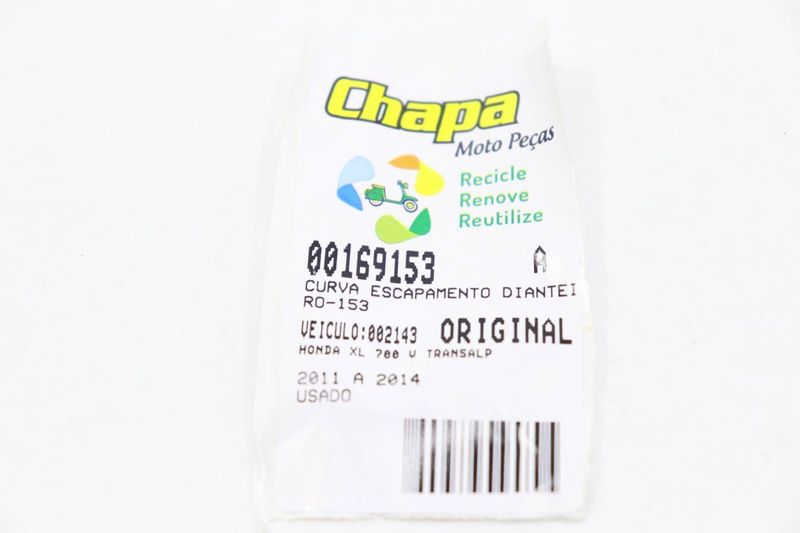 Chapa
Moto Peças
Recicle
Renove
Reutilize
00169153 A
CURVA ESCAPAMENTO DIANTEI
RO-153
VEICULO:002143 ORIGINAL
HONDA XL 700 V TRANSALP
2011 A 2014
USADO